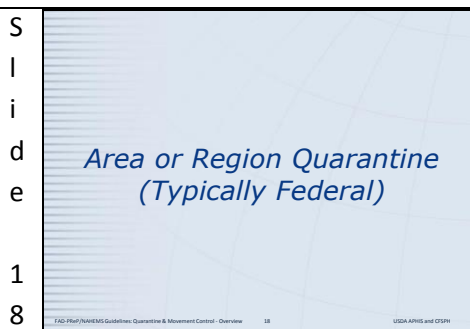 Slide 18
Area or Region Quarantine
(Typically Federal)
FAD-PReP/NAHEMS Guidelines: Quarantine & Movement Control - Overview 18 USDA APHIS and CFSPH